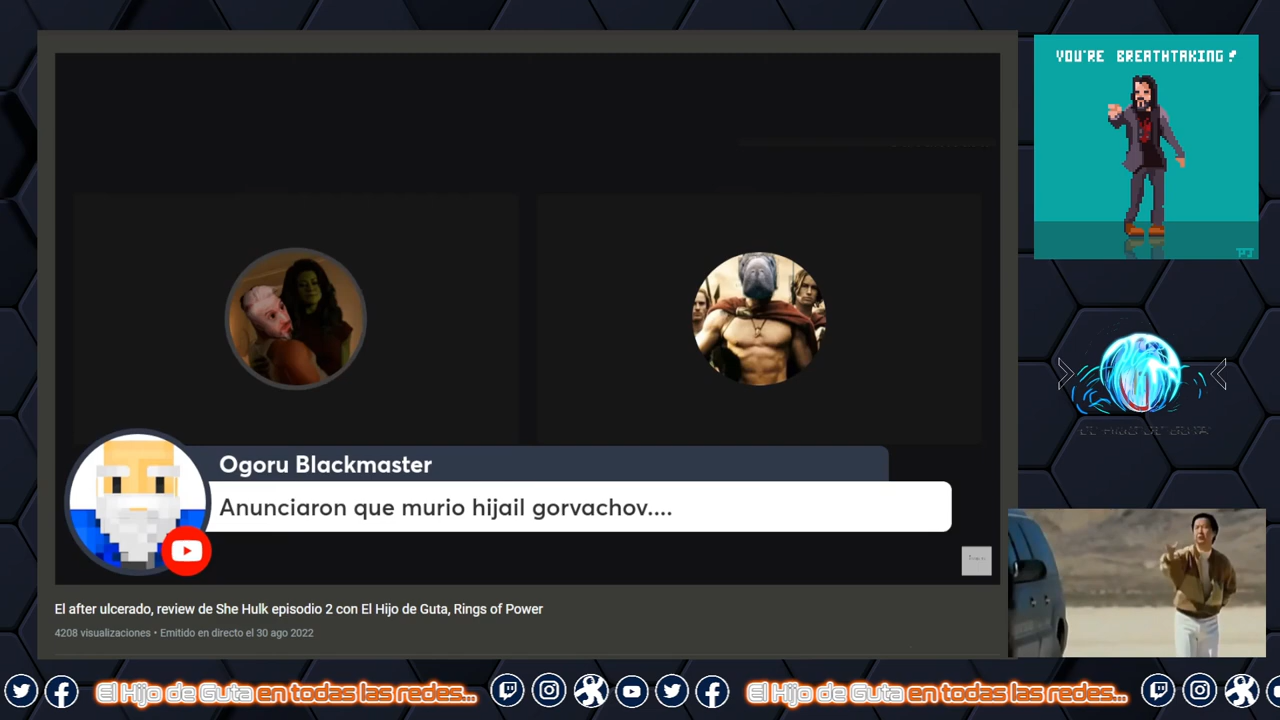 YOU'RE BREATHTAKING!
Ogoru Blackmaster
Anunciaron que murio hijail gorvachov....
El after ulcerado, review de She Hulk episodio 2 con El Hijo de Guta, Rings of Power
4208 visualizaciones • Emitido en directo el 30 ago 2022
El Hijo de Guta en todas las redes...
El Hijo de Guta en todas las redes...